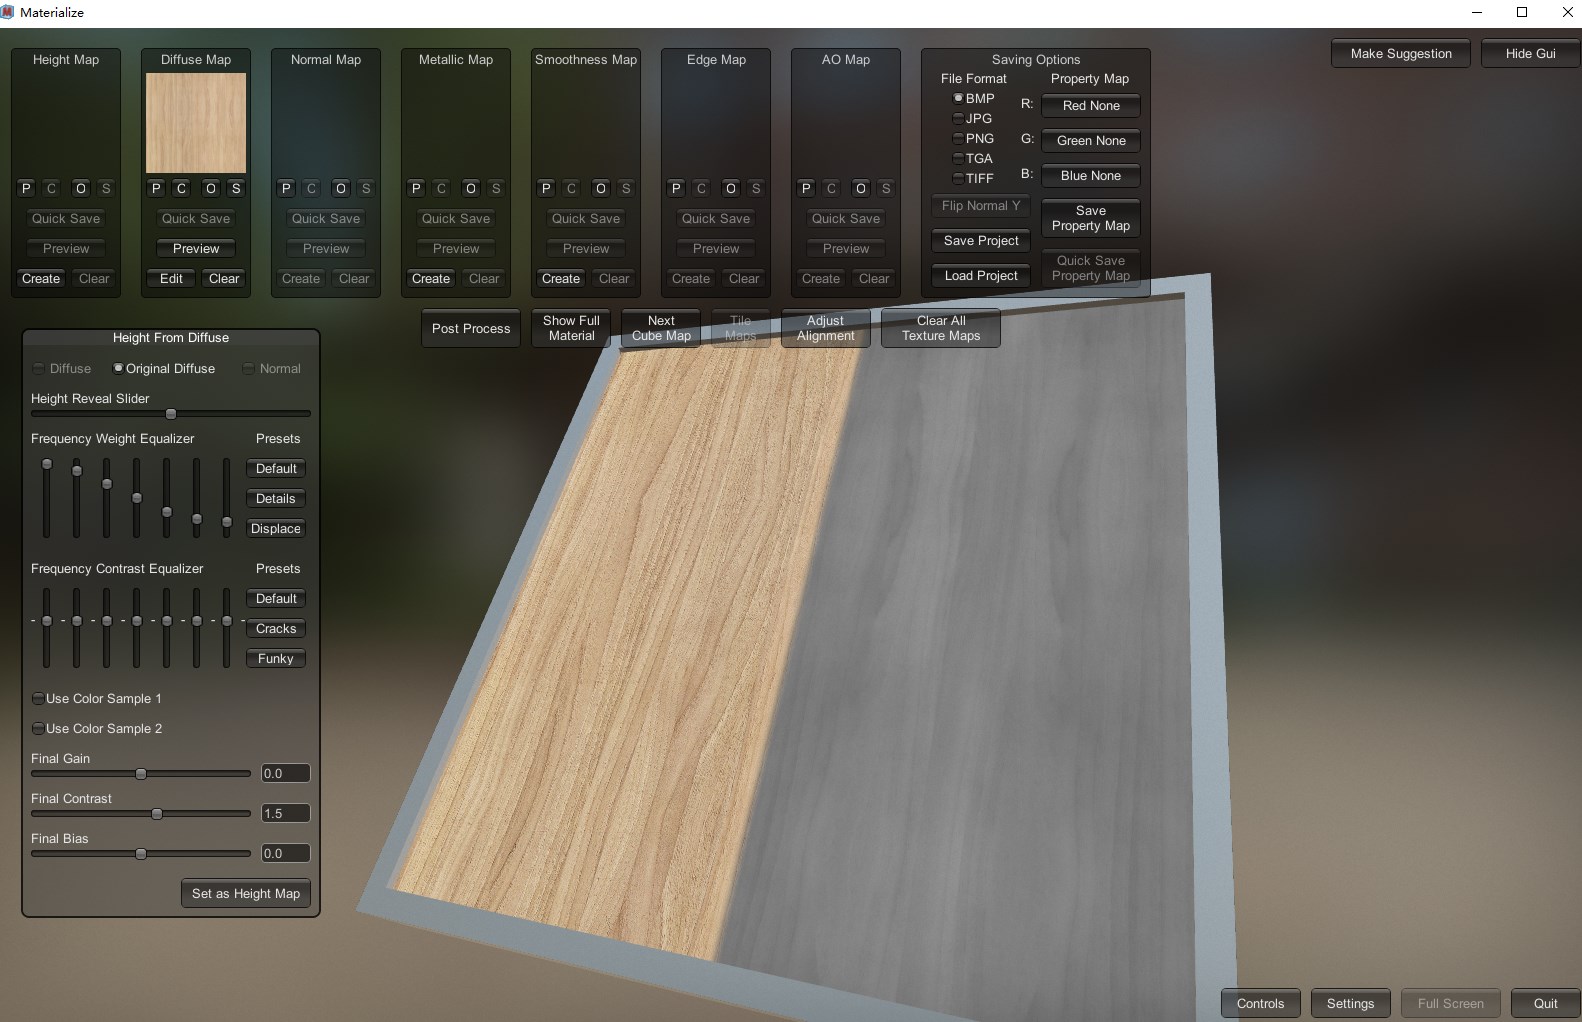 Materialize
Make Suggestion
Hide Gui
Height Map
P C O S
Quick Save
Preview
Create Clear
Diffuse Map
P C O S
Quick Save
Preview
Edit Clear
Normal Map
P C O S
Quick Save
Preview
Create Clear
Metallic Map
P C O S
Quick Save
Preview
Create Clear
Smoothness Map
P C O S
Quick Save
Preview
Create Clear
Edge Map
P C O S
Quick Save
Preview
Create Clear
AO Map
P C O S
Quick Save
Preview
Create Clear
Saving Options
File Format
BMP
JPG
PNG
TGA
TIFF
Flip Normal Y
Save Project
Load Project
Property Map
R: Red None
G: Green None
B: Blue None
Save
Property Map
Quick Save
Property Map
Post Process
Show Full
Material
Next
Cube Map
Tile
Maps
Adjust
Alignment
Clear All
Texture Maps
Height From Diffuse
Diffuse Original Diffuse Normal
Height Reveal Slider
Frequency Weight Equalizer Presets
Default
Details
Displace
Frequency Contrast Equalizer Presets
Default
- - - - - - - -
Cracks
Funky
Use Color Sample 1
Use Color Sample 2
Final Gain
0.0
Final Contrast
1.5
Final Bias
0.0
Set as Height Map
Controls
Settings
Full Screen
Quit